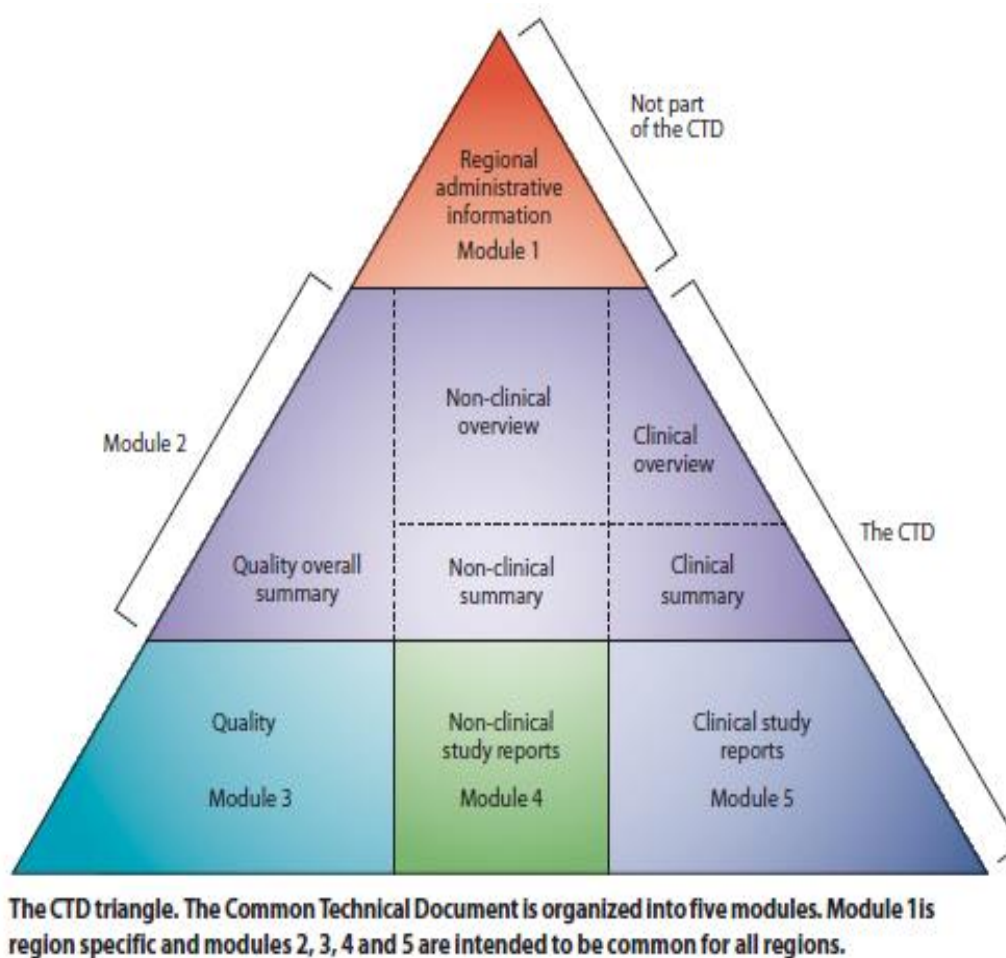 Not part
of the CTD
Regional
administrative
information
Module 1
Module 2
Non-clinical
overview
Clinical
overview
The CTD
Quality overall
summary
Non-clinical
summary
Clinical
summary
Quality
Module 3
Non-clinical
study reports
Module 4
Clinical study
reports
Module 5
The CTD triangle. The Common Technical Document is organized into five modules. Module 1 is
region specific and modules 2, 3, 4 and 5 are intended to be common for all regions.